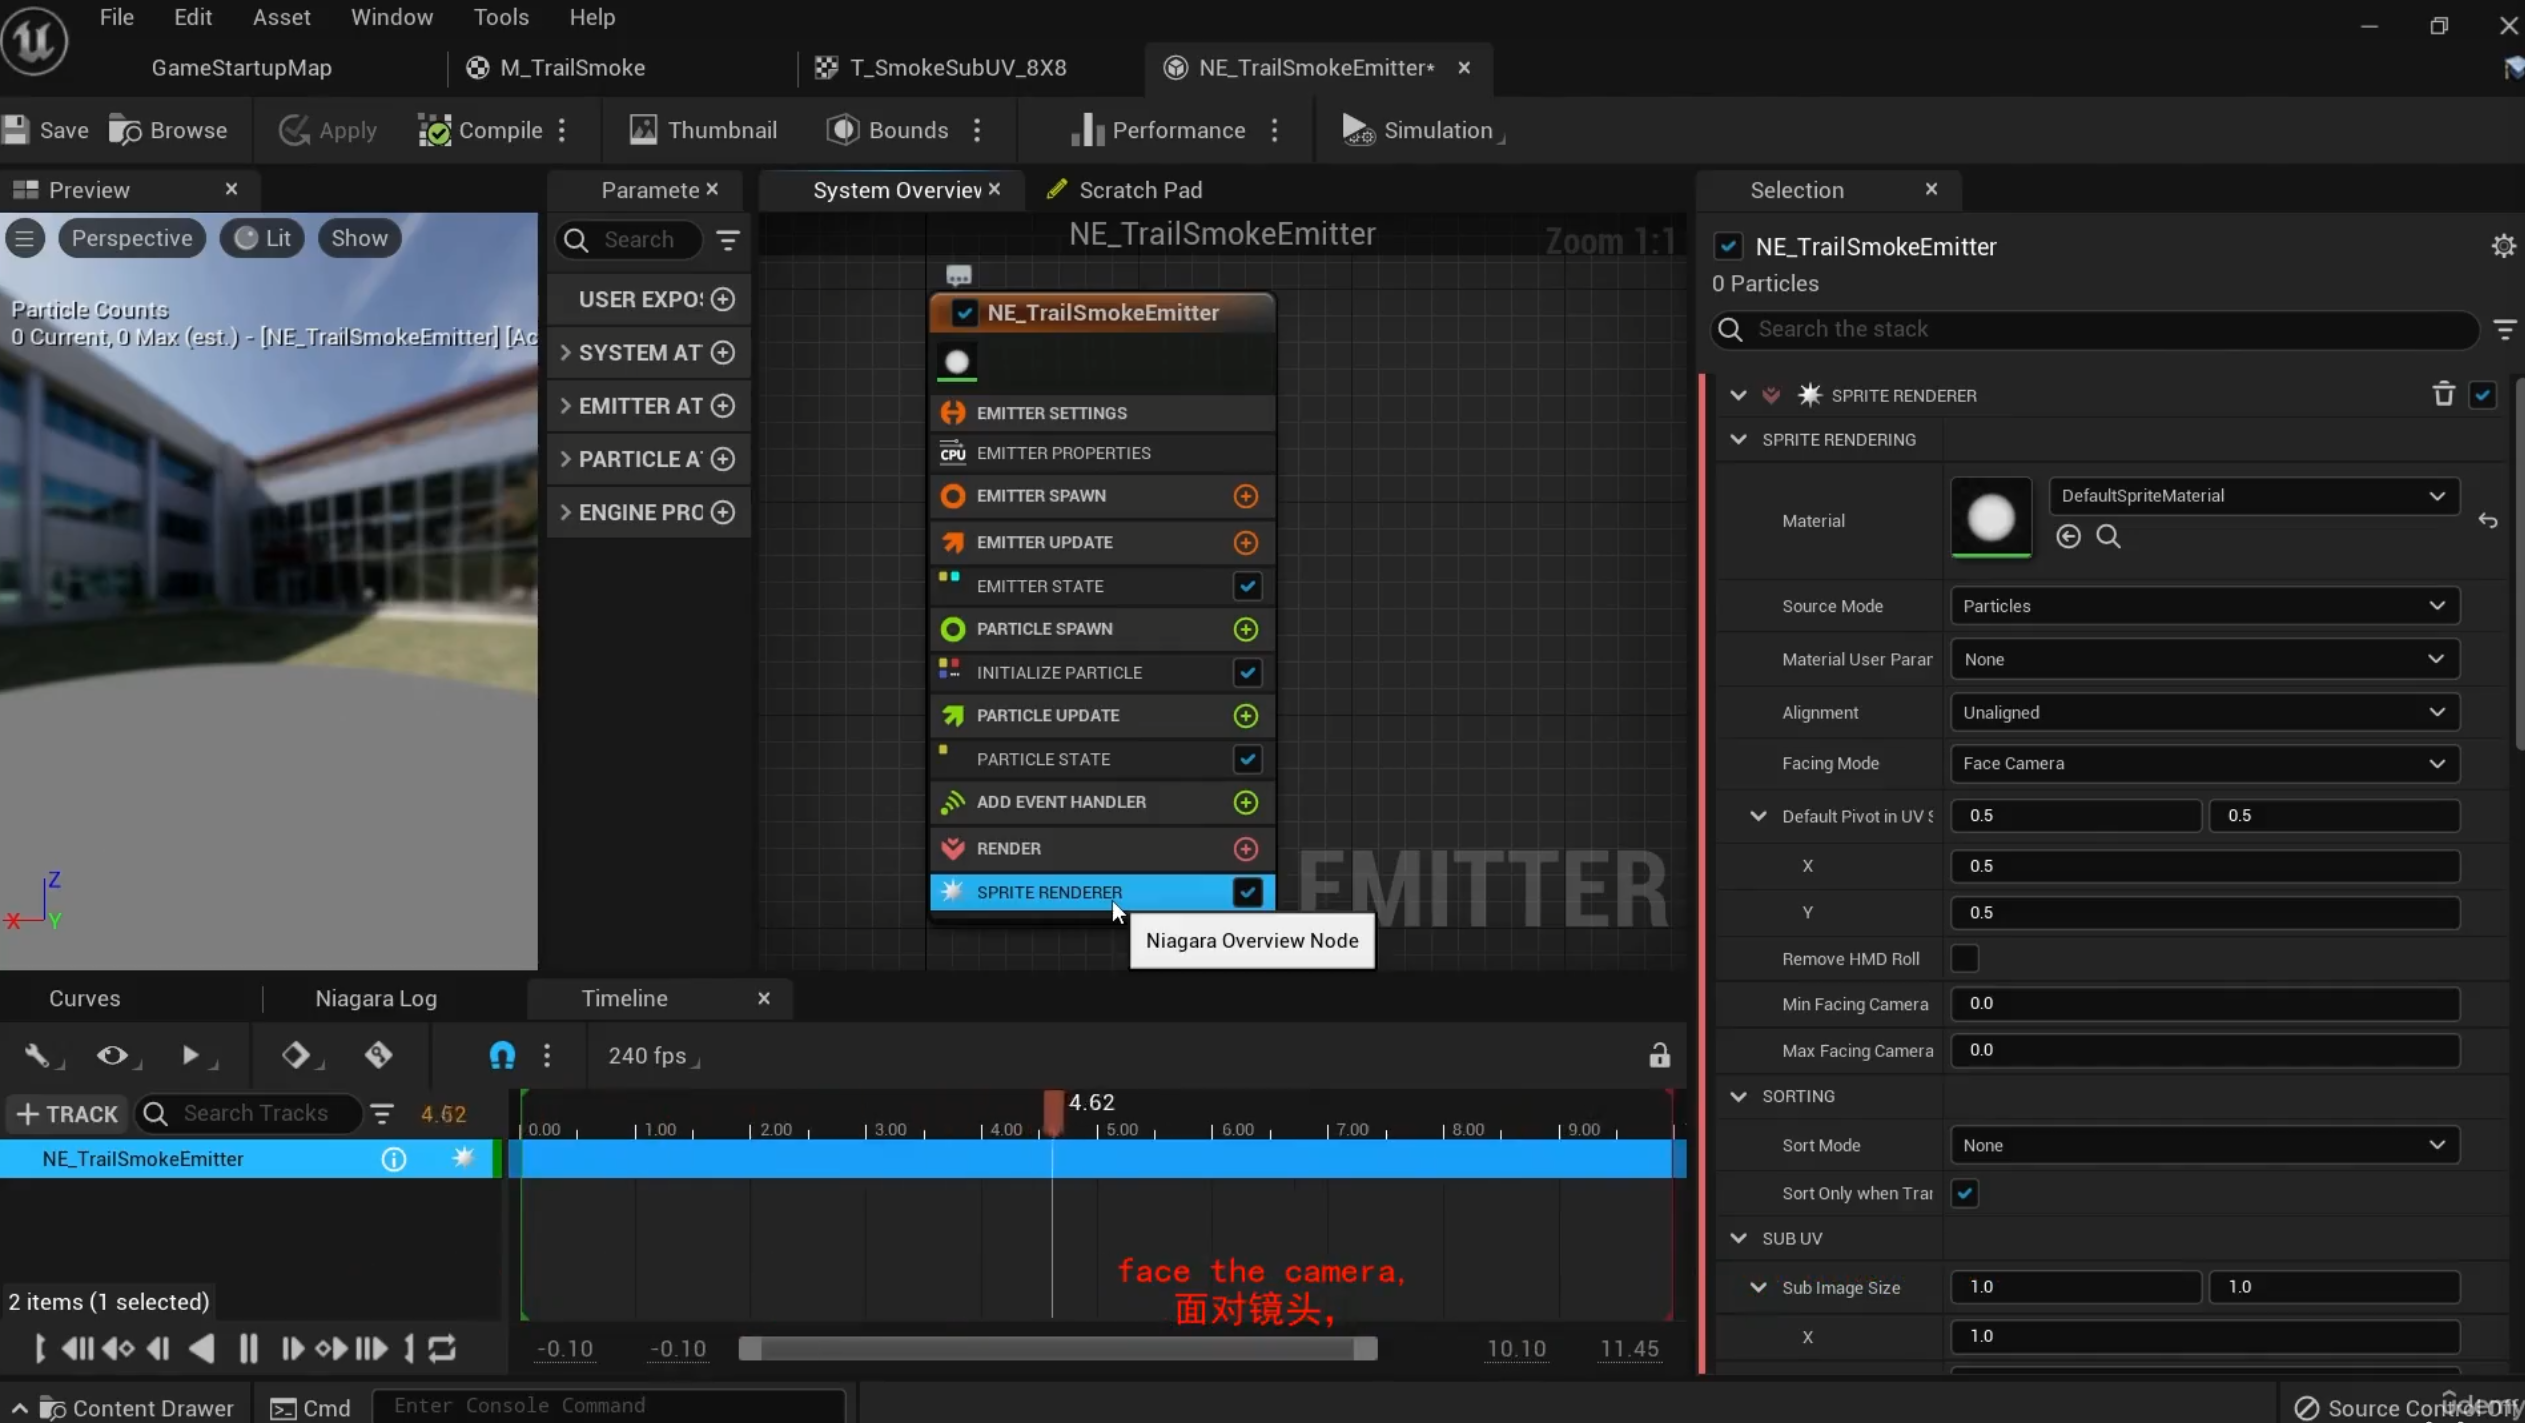 File Edit Asset Window Tools Help
GameStartupMap M_TrailSmoke T_SmokeSubUV_8X8 NE_TrailSmokeEmitter*
Save Browse Apply Compile Thumbnail Bounds Performance Simulation
Preview Paramete System Overview Scratch Pad Selection
Perspective Lit Show
Particle Counts
0 Current, 0 Max (est.) - [NE_TrailSmokeEmitter] [Ac
Search
USER EXPOS
SYSTEM AT
EMITTER AT
PARTICLE A
ENGINE PRO
NE_TrailSmokeEmitter
Zoom 1:1
NE_TrailSmokeEmitter
EMITTER SETTINGS
CPU EMITTER PROPERTIES
EMITTER SPAWN
EMITTER UPDATE
EMITTER STATE
PARTICLE SPAWN
INITIALIZE PARTICLE
PARTICLE UPDATE
PARTICLE STATE
ADD EVENT HANDLER
RENDER
SPRITE RENDERER
EMITTER
Niagara Overview Node
Z
X Y
NE_TrailSmokeEmitter
0 Particles
Search the stack
SPRITE RENDERER
SPRITE RENDERING
Material DefaultSpriteMaterial
Source Mode Particles
Material User Parar None
Alignment Unaligned
Facing Mode Face Camera
Default Pivot in UV S 0.5 0.5
X 0.5
Y 0.5
Remove HMD Roll
Min Facing Camera 0.0
Max Facing Camera 0.0
SORTING
Sort Mode None
Sort Only when Trar
SUB UV
Sub Image Size 1.0 1.0
X 1.0
Curves Niagara Log Timeline
240 fps
TRACK Search Tracks 4.62
4.62
0.00 1.00 2.00 3.00 4.00 5.00 6.00 7.00 8.00 9.00
NE_TrailSmokeEmitter
2 items (1 selected)
face the camera,
面对镜头，
-0.10 -0.10 10.10 11.45
Content Drawer Cmd Enter Console Command Source Control Off
ûdemy